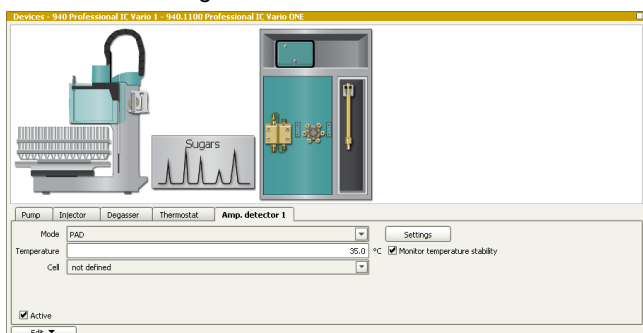 Devices - 940 Professional IC Vario 1 - 940.1100 Professional IC Vario ONE
Sugars
Pump Injector Degasser Thermostat Amp. detector 1
Mode PAD Settings
Temperature 35.0 °C Monitor temperature stability
Cell not defined
Active
Edit